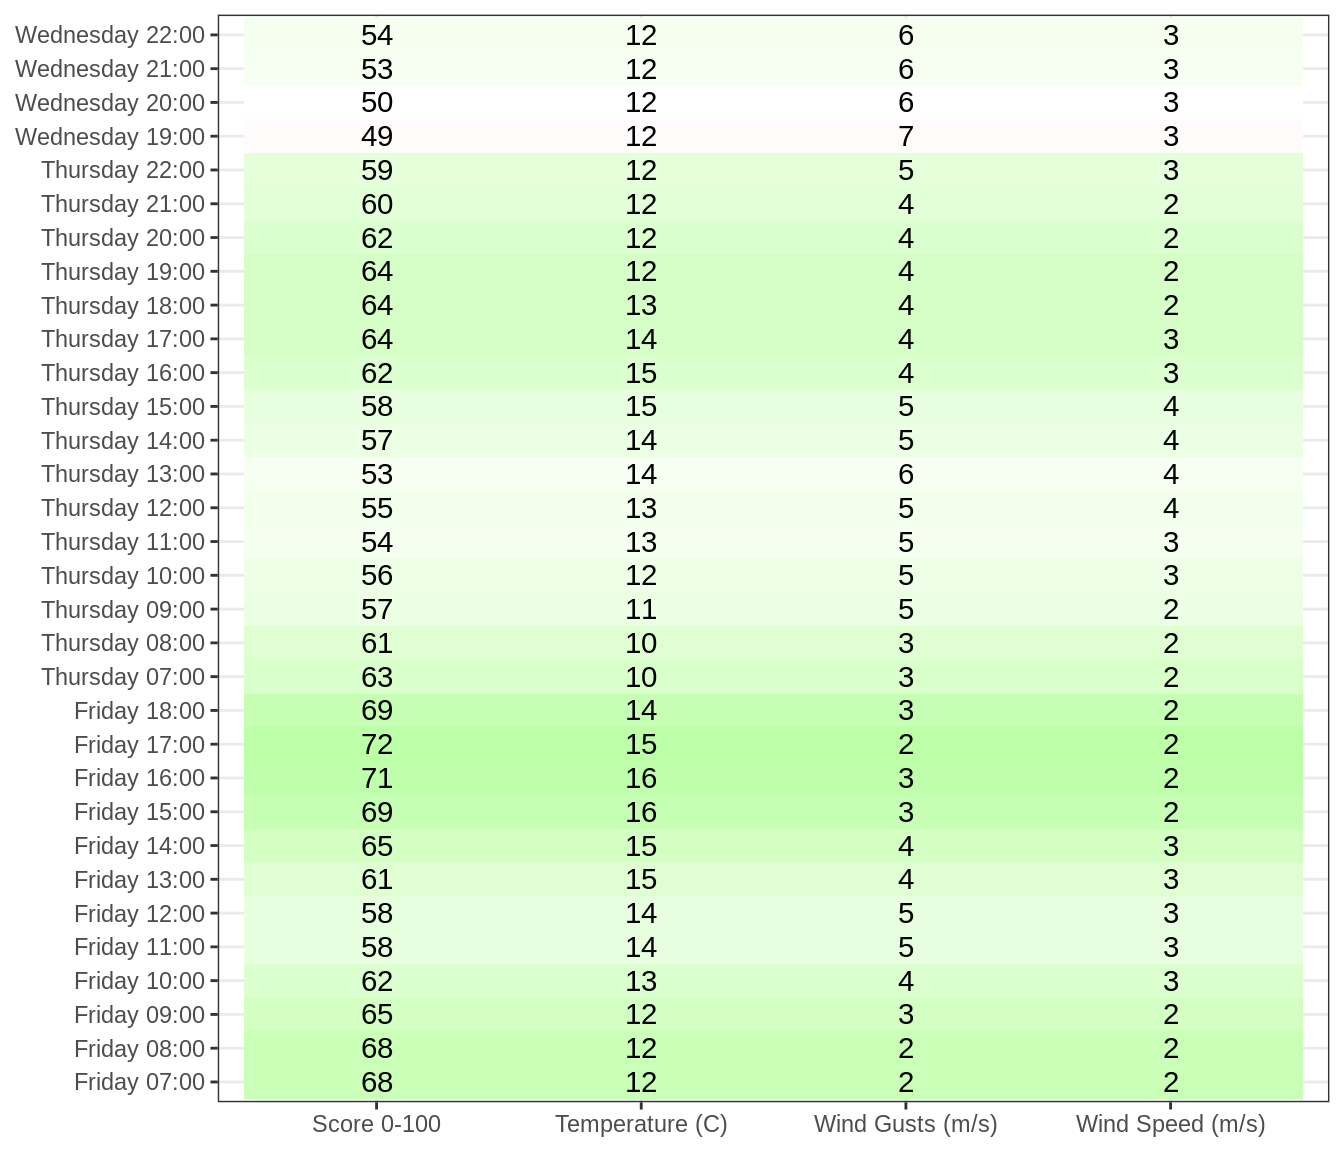 Wednesday 22:00 54 12 6 3
Wednesday 21:00 53 12 6 3
Wednesday 20:00 50 12 6 3
Wednesday 19:00 49 12 7 3
Thursday 22:00 59 12 5 3
Thursday 21:00 60 12 4 2
Thursday 20:00 62 12 4 2
Thursday 19:00 64 12 4 2
Thursday 18:00 64 13 4 2
Thursday 17:00 64 14 4 3
Thursday 16:00 62 15 4 3
Thursday 15:00 58 15 5 4
Thursday 14:00 57 14 5 4
Thursday 13:00 53 14 6 4
Thursday 12:00 55 13 5 4
Thursday 11:00 54 13 5 3
Thursday 10:00 56 12 5 3
Thursday 09:00 57 11 5 2
Thursday 08:00 61 10 3 2
Thursday 07:00 63 10 3 2
Friday 18:00 69 14 3 2
Friday 17:00 72 15 2 2
Friday 16:00 71 16 3 2
Friday 15:00 69 16 3 2
Friday 14:00 65 15 4 3
Friday 13:00 61 15 4 3
Friday 12:00 58 14 5 3
Friday 11:00 58 14 5 3
Friday 10:00 62 13 4 3
Friday 09:00 65 12 3 2
Friday 08:00 68 12 2 2
Friday 07:00 68 12 2 2
Score 0-100 Temperature (C) Wind Gusts (m/s) Wind Speed (m/s)